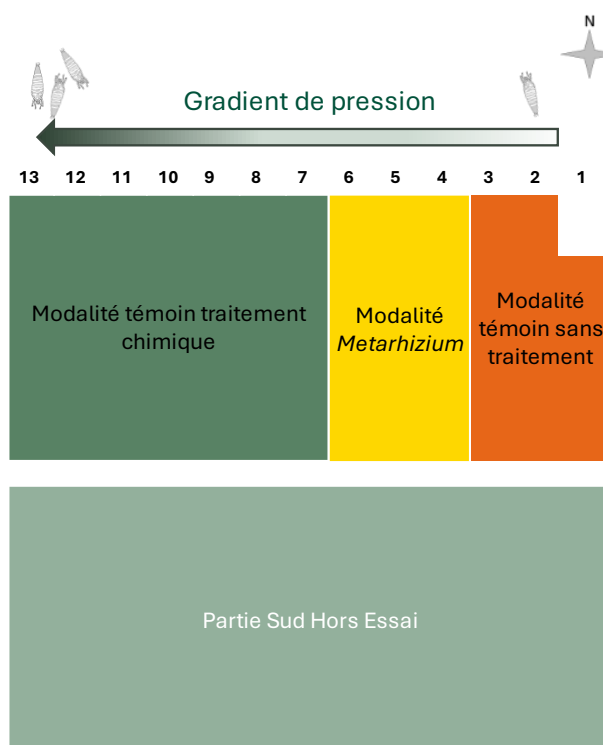 N
Gradient de pression
13 12 11 10 9 8 7 6 5 4 3 2 1
Modalité témoin traitement
chimique
Modalité
Metarhizium
Modalité
témoin sans
traitement
Partie Sud Hors Essai